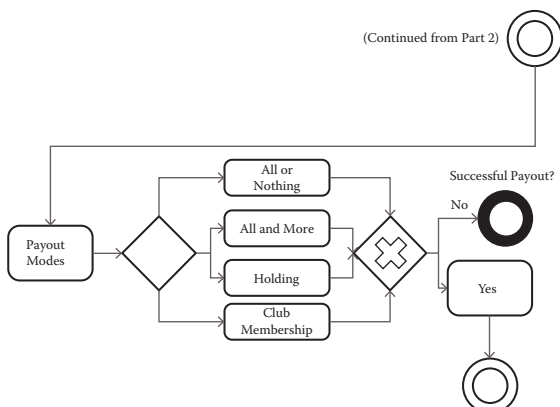 (Continued from Part 2)
All or
Nothing
Successful Payout?
No
All and More
Payout
Modes
Holding
Yes
Club
Membership